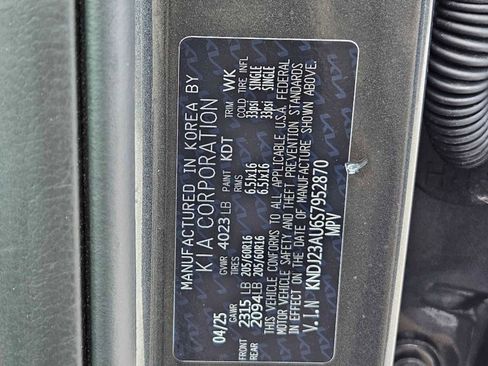 MANUFACTURED IN KOREA BY
KIA CORPORATION
04/25 GVWR 4023 LB PAINT KDT TRIM WK
GAWR TIRES RIMS COLD TIRE INFL
FRONT 2315 LB 205/60R16 6.5Jx16 33psi SINGLE
REAR 2094 LB 205/60R16 6.5Jx16 33psi SINGLE
THIS VEHICLE CONFORMS TO ALL APPLICABLE U.S.A. FEDERAL
MOTOR VEHICLE SAFETY AND THEFT PREVENTION STANDARDS
IN EFFECT ON THE DATE OF MANUFACTURE SHOWN ABOVE.
V.I.N KNDJ23AU6S7952870
MPV